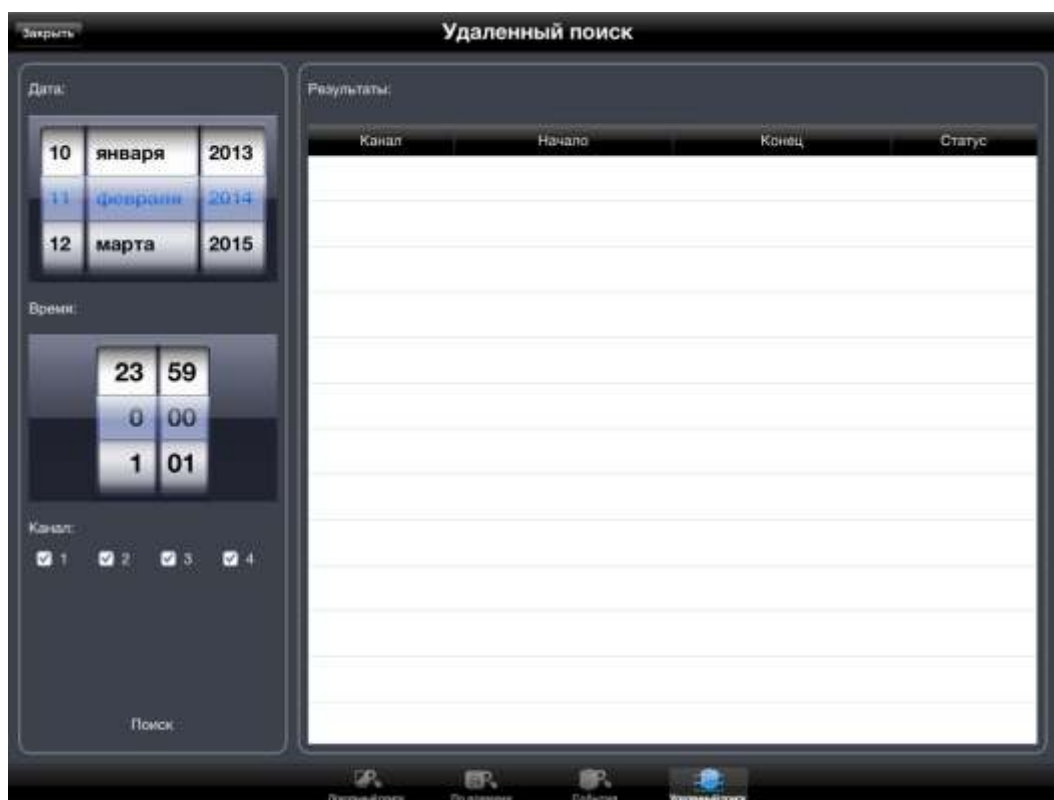 Закрыть
Удаленный поиск
Дата:
10 января 2013
11 февраля 2014
12 марта 2015
Время:
23 59
0 00
1 01
Канал:
1 2 3 4
Поиск
Результаты:
Канал Начало Конец Статус
События